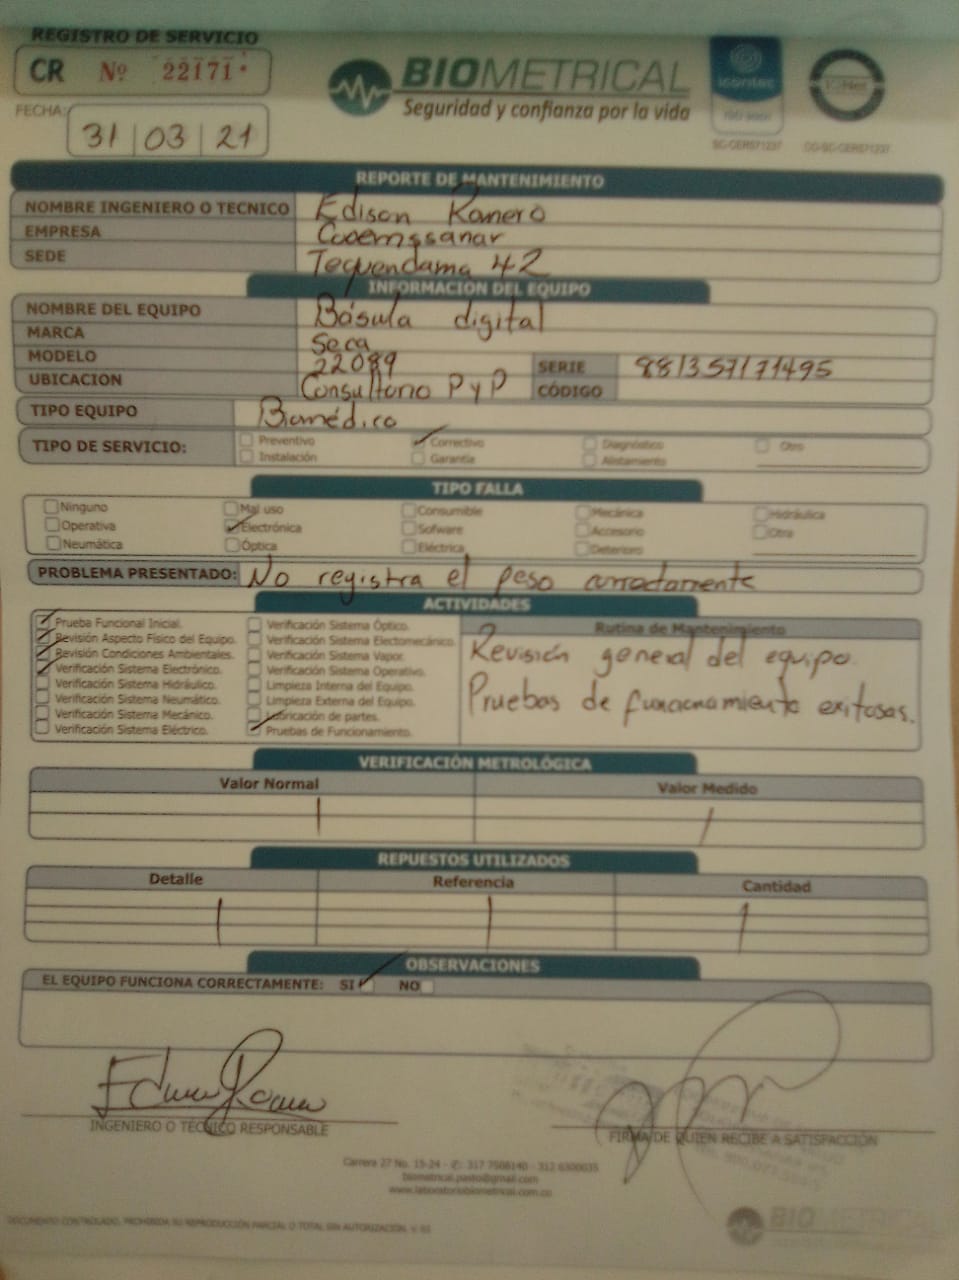 REGISTRO DE SERVICIO
CR Nº 22171
FECHA: 31 03 21
BIOMETRICAL
Seguridad y confianza por la vida
icontec
ISO 9001
SC-CER571237
CO-SC-CER571237
IQNet
REPORTE DE MANTENIMIENTO
NOMBRE INGENIERO O TECNICO Edison Romero
EMPRESA Cooemssanar
SEDE Tequendama 42
INFORMACION DEL EQUIPO
NOMBRE DEL EQUIPO Básula digital
MARCA Seca
MODELO 22089 SERIE 881357171495
UBICACION Consultorio P y P CÓDIGO
TIPO EQUIPO Biomédico
TIPO DE SERVICIO: Preventivo Correctivo Diagnóstico Otro
Instalación Garantía Alistamiento
TIPO FALLA
Ninguno Mal uso Consumible Mecánica Hidráulica
Operativa Electrónica Sofware Accesorio Otra
Neumática Óptica Eléctrica Deterioro
PROBLEMA PRESENTADO: No registra el peso correctamente
ACTIVIDADES
Prueba Funcional Inicial. Verificación Sistema Óptico. Rutina de Mantenimiento
Revisión Aspecto Físico del Equipo. Verificación Sistema Electomecánico.
Revisión Condiciones Ambientales. Verificación Sistema Vapor. Revisión general del equipo.
Verificación Sistema Electrónico. Verificación Sistema Operativo.
Verificación Sistema Hidráulico. Limpieza Interna del Equipo.
Verificación Sistema Neumático. Limpieza Externa del Equipo. Pruebas de funcionamiento exitosas.
Verificación Sistema Mecánico. Lubricación de partes.
Verificación Sistema Eléctrico. Pruebas de Funcionamiento.
VERIFICACIÓN METROLÓGICA
Valor Normal Valor Medido
REPUESTOS UTILIZADOS
Detalle Referencia Cantidad
OBSERVACIONES
EL EQUIPO FUNCIONA CORRECTAMENTE: SI NO
INGENIERO O TÉCNICO RESPONSABLE
FIRMA DE QUIEN RECIBE A SATISFACCIÓN
Carrera 27 No. 15-24 - 317 7508140 - 312 6300035
biometrical.pasto@gmail.com
www.laboratoriobiometrical.com.co
DOCUMENTO CONTROLADO, PROHIBIDA SU REPRODUCCIÓN PARCIAL O TOTAL SIN AUTORIZACIÓN. V 03
BIOMETRICAL